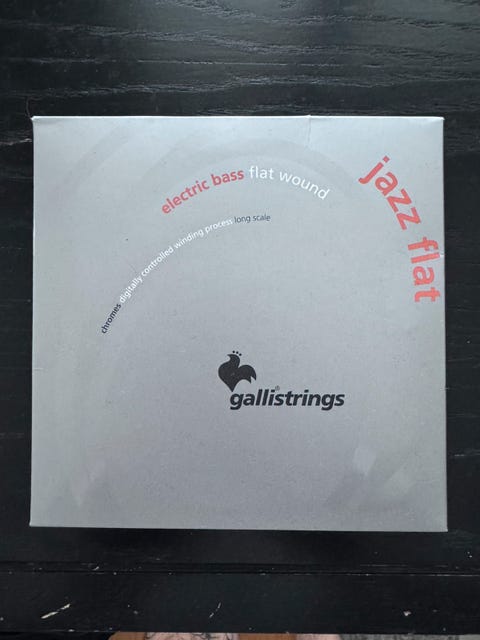 jazz flat
electric bass flat wound
chromes digitally controlled winding process long scale
gallistrings®